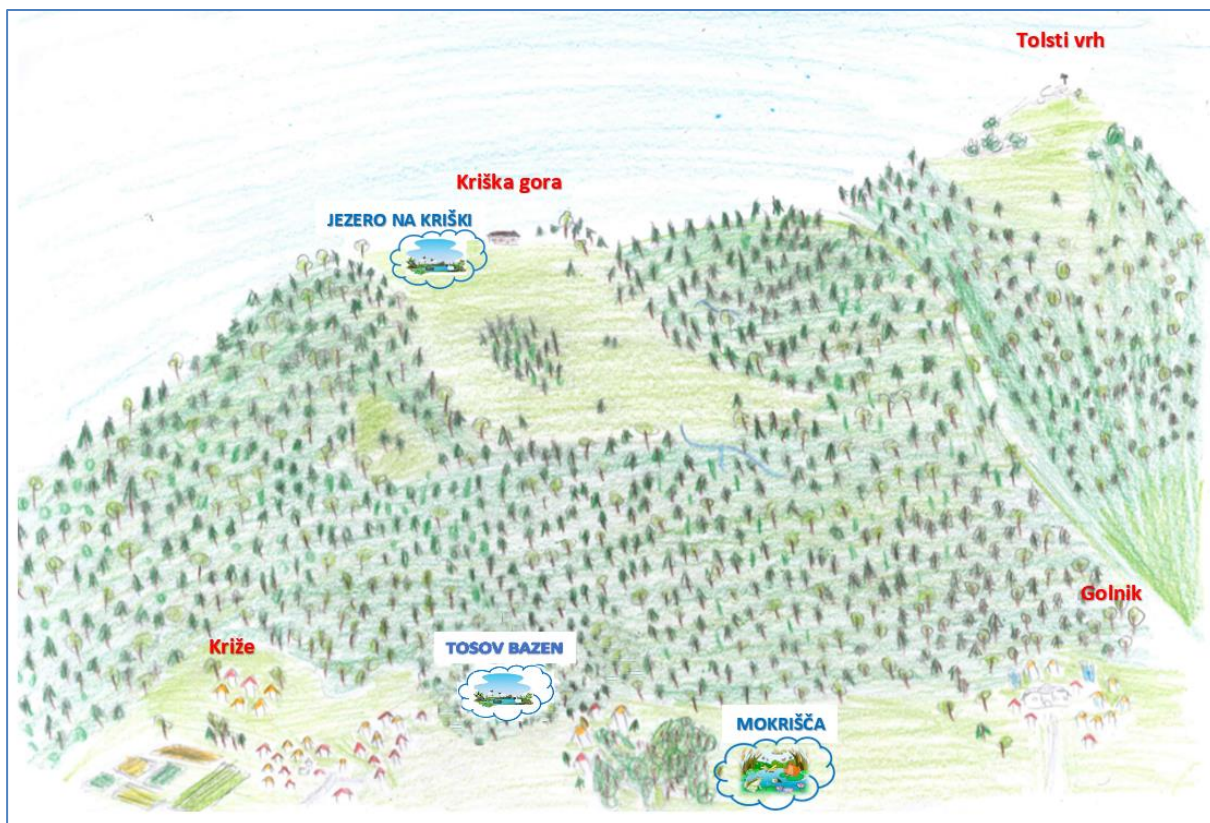 Tolsti vrh
Kriška gora
JEZERO NA KRIŠKI
Golnik
Križe
TOSOV BAZEN
MOKRIŠČA